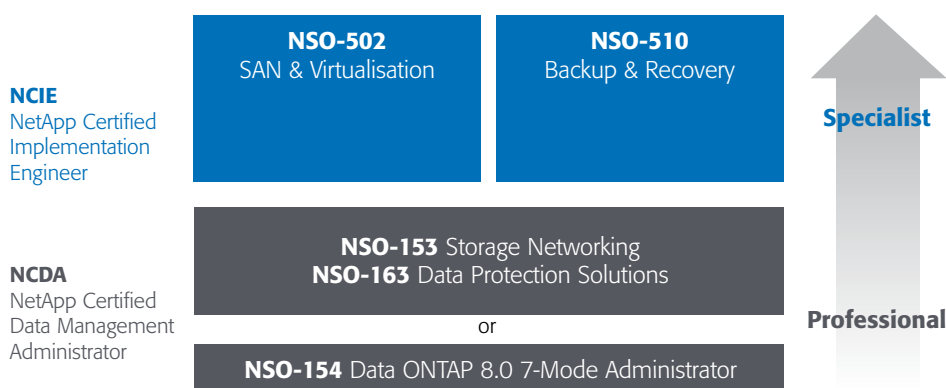 NSO-502
SAN & Virtualisation
NSO-510
Backup & Recovery
NCIE
NetApp Certified
Implementation
Engineer
Specialist
NSO-153 Storage Networking
NSO-163 Data Protection Solutions
NCDA
NetApp Certified
Data Management
Administrator
or
Professional
NSO-154 Data ONTAP 8.0 7-Mode Administrator